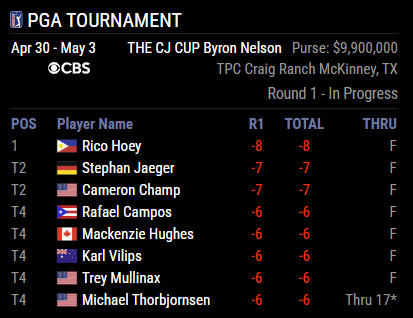 PGA TOURNAMENT
Apr 30 - May 3 THE CJ CUP Byron Nelson Purse: $9,900,000
CBS TPC Craig Ranch McKinney, TX
Round 1 - In Progress
POS Player Name R1 TOTAL THRU
1 Rico Hoey -8 -8 F
T2 Stephan Jaeger -7 -7 F
T2 Cameron Champ -7 -7 F
T4 Rafael Campos -6 -6 F
T4 Mackenzie Hughes -6 -6 F
T4 Karl Vilips -6 -6 F
T4 Trey Mullinax -6 -6 F
T4 Michael Thorbjornsen -6 -6 Thru 17*